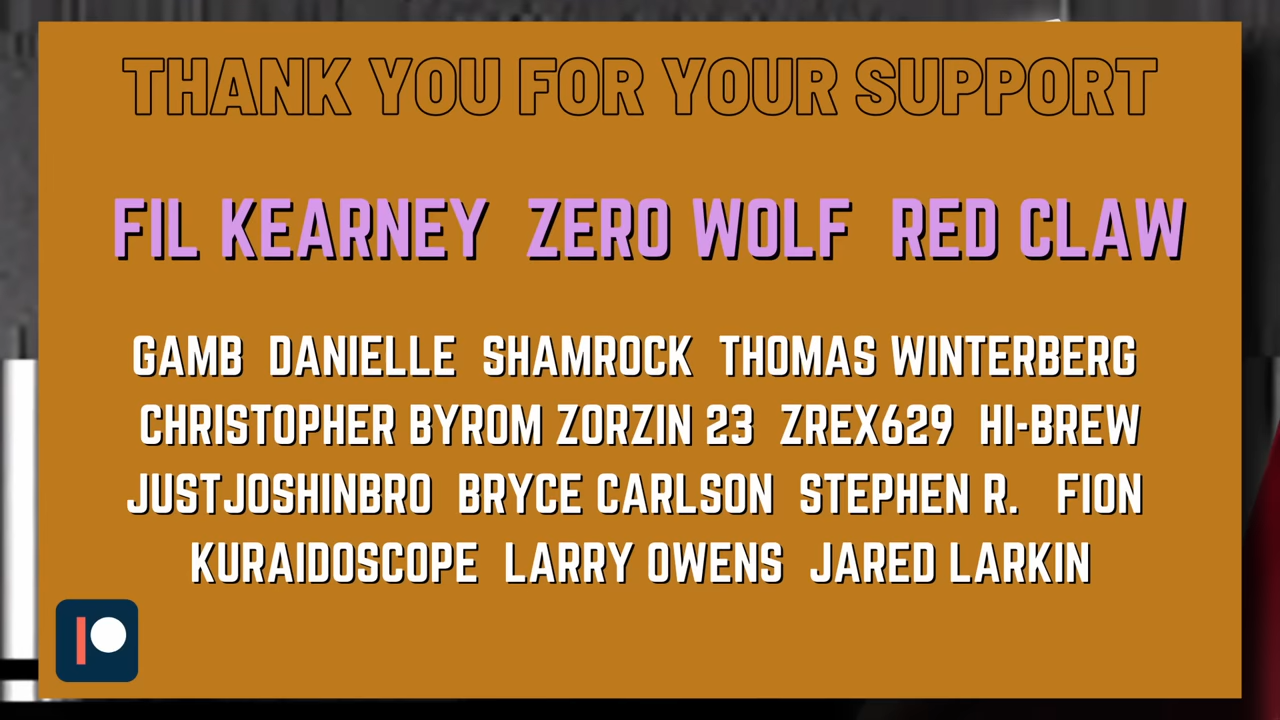 THANK YOU FOR YOUR SUPPORT
FIL KEARNEY ZERO WOLF RED CLAW
GAMB DANIELLE SHAMROCK THOMAS WINTERBERG
CHRISTOPHER BYROM ZORZIN 23 ZREX629 HI-BREW
JUSTJOSHINBRO BRYCE CARLSON STEPHEN R. FION
KURAIDOSCOPE LARRY OWENS JARED LARKIN